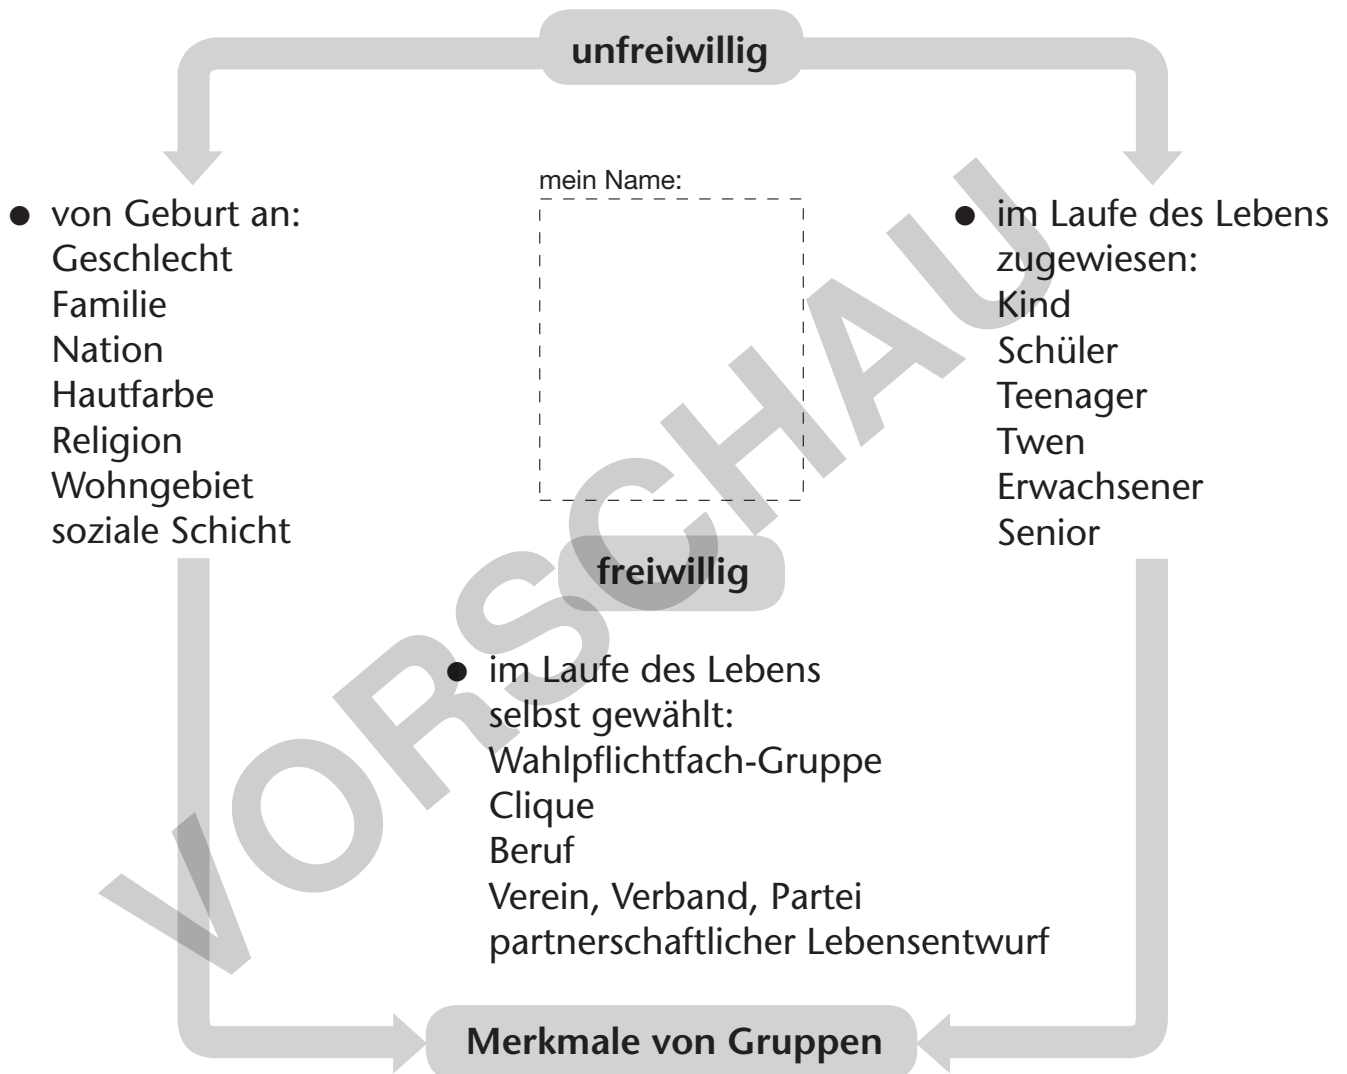 unfreiwillig
mein Name:
● von Geburt an:
Geschlecht
Familie
Nation
Hautfarbe
Religion
Wohngebiet
soziale Schicht
● im Laufe des Lebens
zugewiesen:
Kind
Schüler
Teenager
Twen
Erwachsener
Senior
freiwillig
● im Laufe des Lebens
selbst gewählt:
Wahlpflichtfach-Gruppe
Clique
Beruf
Verein, Verband, Partei
partnerschaftlicher Lebensentwurf
Merkmale von Gruppen
VORSCHAU